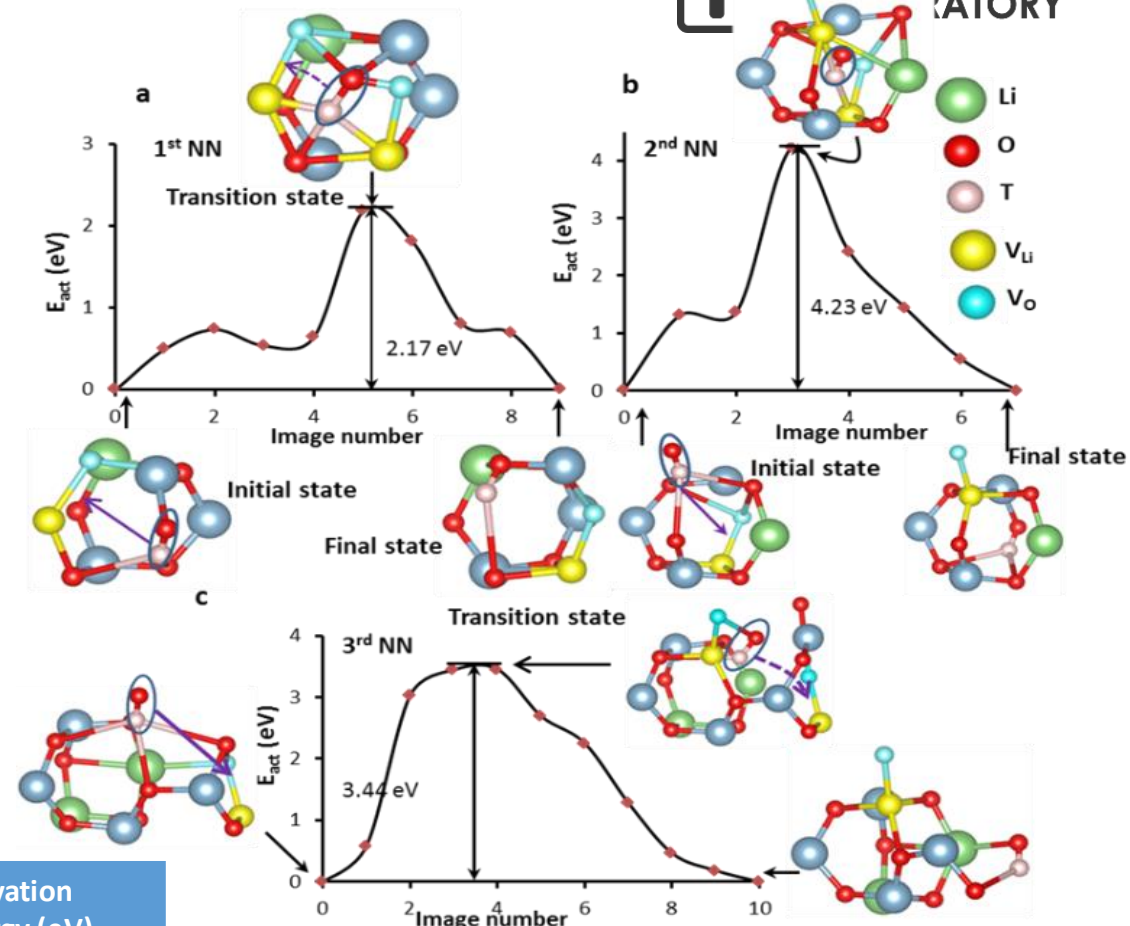 RATORY
a
1st NN
Transition state
Eact (eV)
3
2
1
0
2.17 eV
0 2 4 6 8
Image number
Initial state
Final state
b
2nd NN
Eact (eV)
4
3
2
1
0
4.23 eV
0 2 4 6
Image number
Initial state
Final state
Li
O
T
VLi
VO
c
Transition state
3rd NN
Eact (eV)
4
3
2
1
0
3.44 eV
0 2 4 6 8 10
Image number
vation